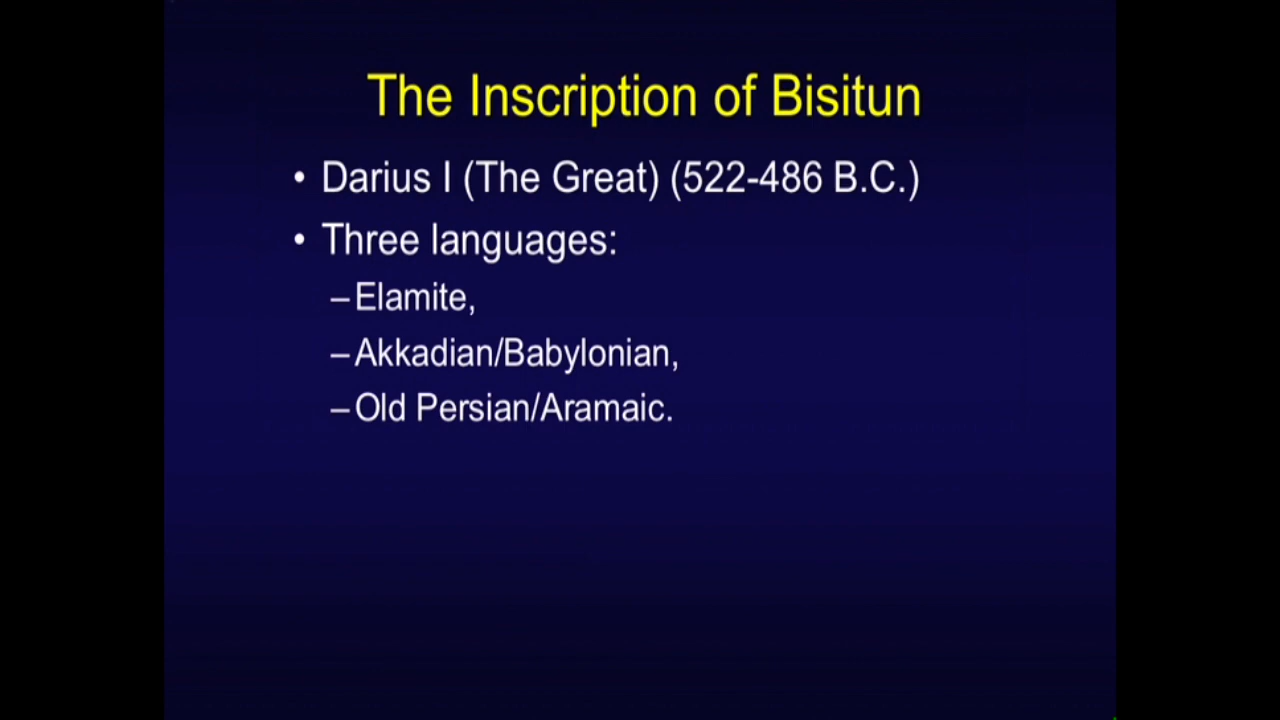 The Inscription of Bisitun
• Darius I (The Great) (522-486 B.C.)
• Three languages:
–Elamite,
–Akkadian/Babylonian,
–Old Persian/Aramaic.